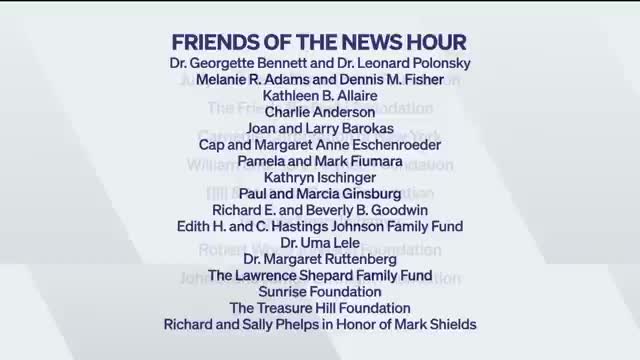 FRIENDS OF THE NEWS HOUR
Dr. Georgette Bennett and Dr. Leonard Polonsky
Melanie R. Adams and Dennis M. Fisher
Kathleen B. Allaire
Charlie Anderson
Joan and Larry Barokas
Cap and Margaret Anne Eschenroeder
Pamela and Mark Fiumara
Kathryn Ischinger
Paul and Marcia Ginsburg
Richard E. and Beverly B. Goodwin
Edith H. and C. Hastings Johnson Family Fund
Dr. Uma Lele
Dr. Margaret Ruttenberg
The Lawrence Shepard Family Fund
Sunrise Foundation
The Treasure Hill Foundation
Richard and Sally Phelps in Honor of Mark Shields